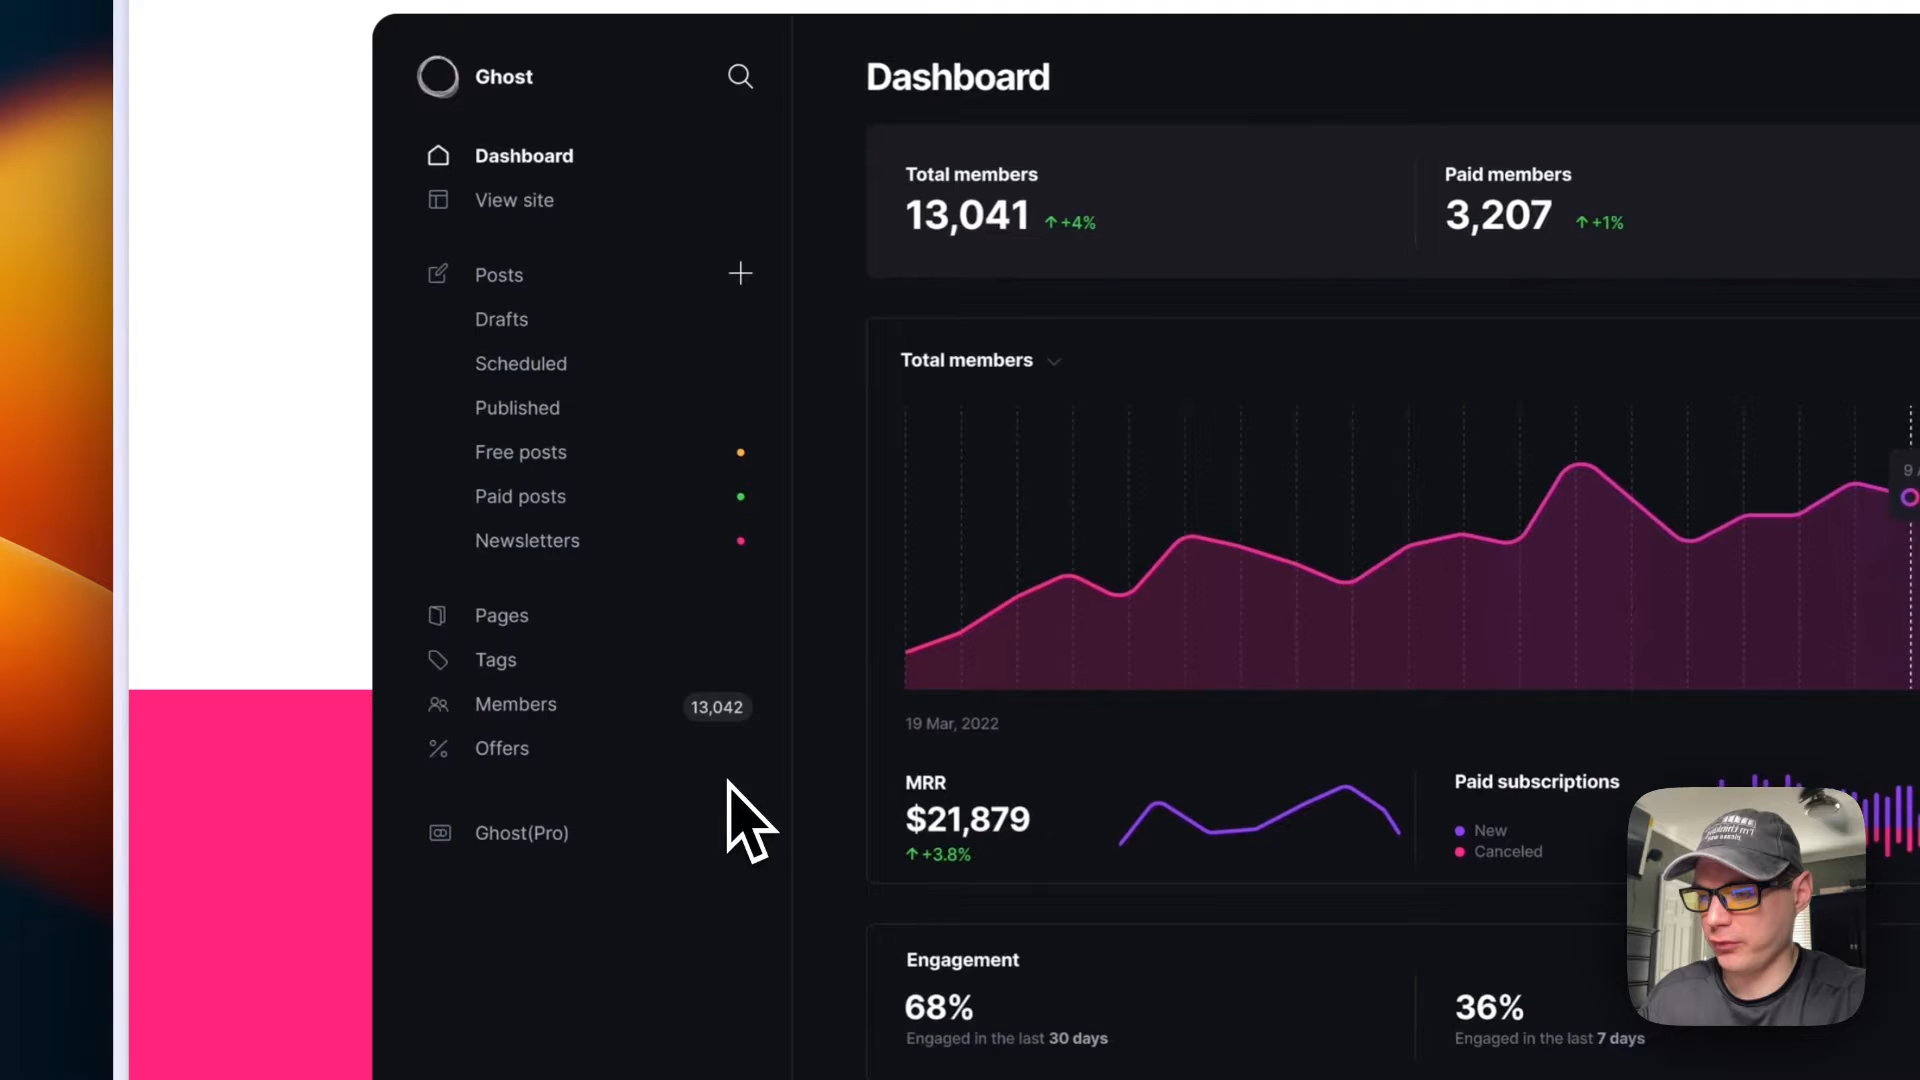 Ghost
Dashboard
View site
Posts
Drafts
Scheduled
Published
Free posts
Paid posts
Newsletters
Pages
Tags
Members
13,042
Offers
Ghost(Pro)
Dashboard
Total members
13,041 ↑+4%
Paid members
3,207 ↑+1%
Total members
9
19 Mar, 2022
MRR
$21,879
↑+3.8%
Paid subscriptions
New
Canceled
Engagement
68%
Engaged in the last 30 days
36%
Engaged in the last 7 days